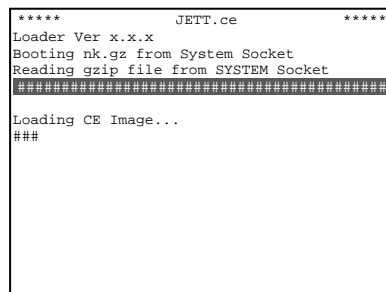 ***** JETT.ce *****
Loader Ver x.x.x
Booting nk.gz from System Socket
Reading gzip file from SYSTEM Socket
##########################################
Loading CE Image...
###